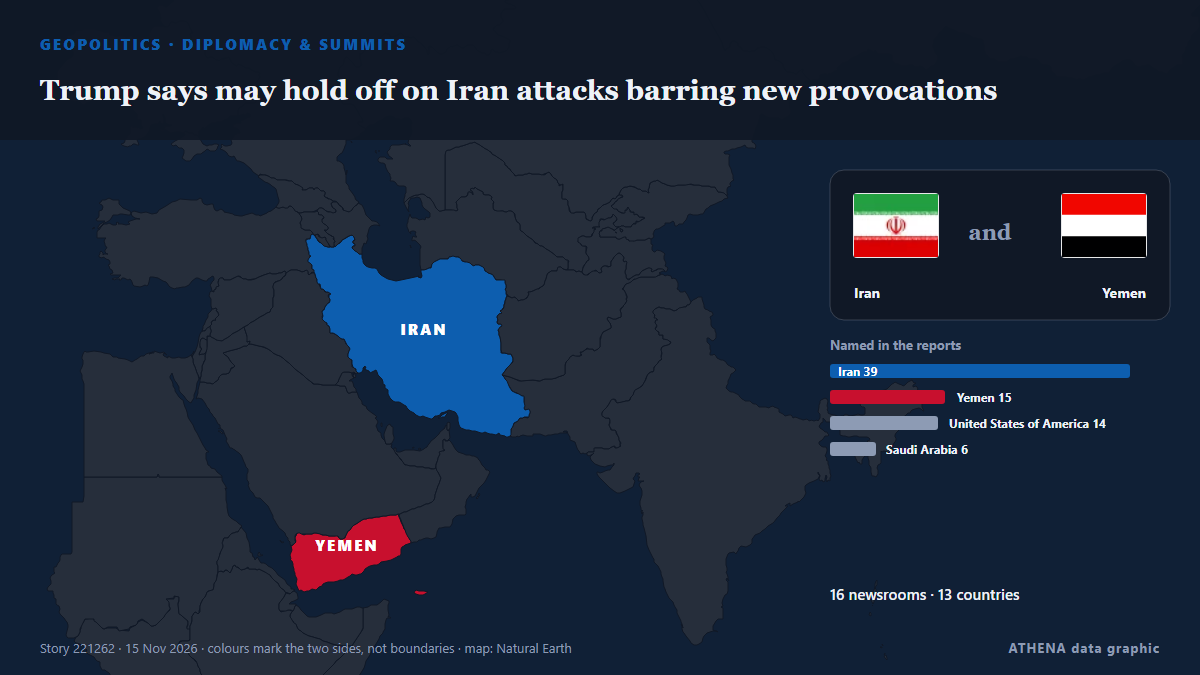 GEOPOLITICS · DIPLOMACY & SUMMITS
Trump says may hold off on Iran attacks barring new provocations
and
Iran
Yemen
IRAN
YEMEN
Named in the reports
Iran 39
Yemen 15
United States of America 14
Saudi Arabia 6
16 newsrooms · 13 countries
Story 221262 · 15 Nov 2026 · colours mark the two sides, not boundaries · map: Natural Earth
ATHENA data graphic